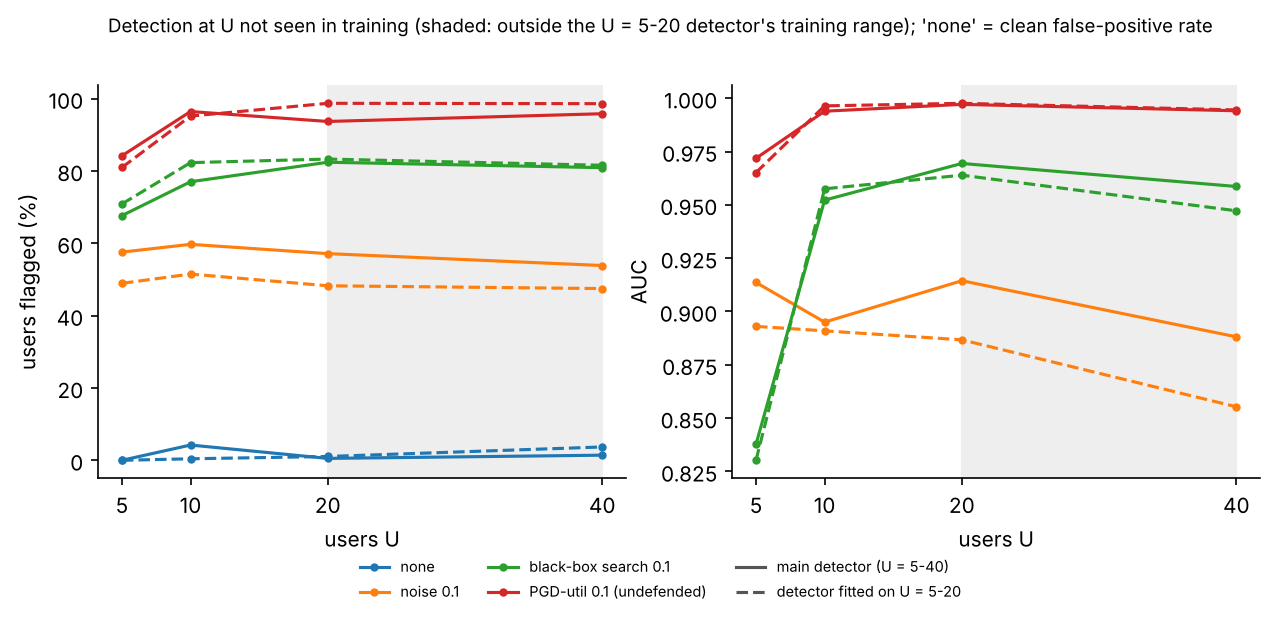 Detection at U not seen in training (shaded: outside the U = 5-20 detector's training range); 'none' = clean false-positive rate
users flagged (%)
100
80
60
40
20
0
5 10 20 40
users U
AUC
1.000
0.975
0.950
0.925
0.900
0.875
0.850
0.825
5 10 20 40
users U
none
noise 0.1
black-box search 0.1
PGD-util 0.1 (undefended)
main detector (U = 5-40)
detector fitted on U = 5-20